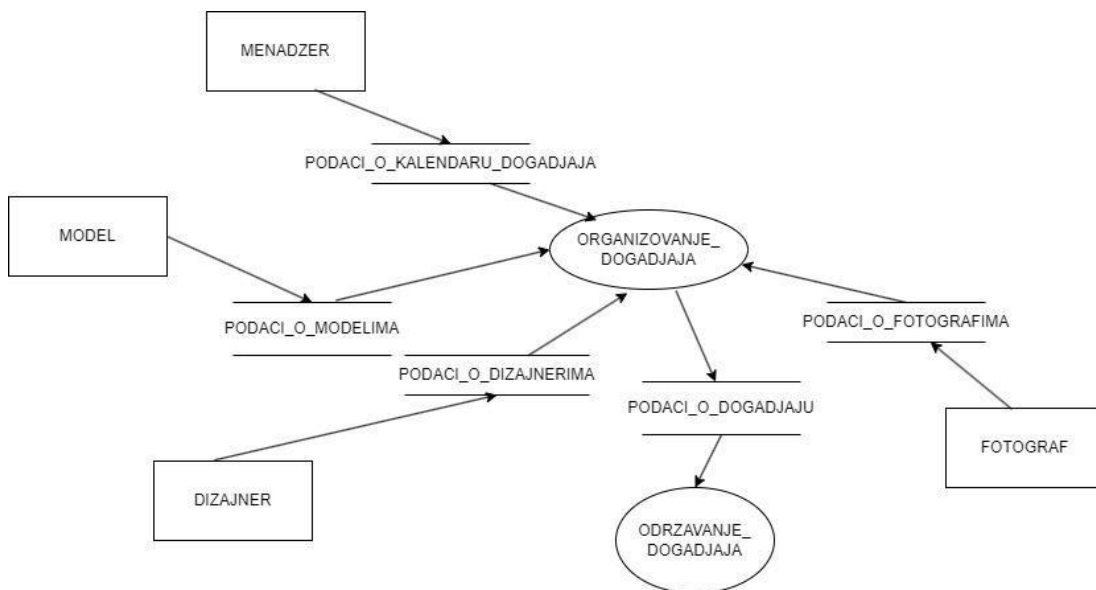 MENADZER
PODACI_O_KALENDARU_DOGADJAJA
MODEL
ORGANIZOVANJE_
DOGADJAJA
PODACI_O_MODELIMA
PODACI_O_FOTOGRAFIMA
PODACI_O_DIZAJNERIMA
PODACI_O_DOGADJAJU
FOTOGRAF
DIZAJNER
ODRZAVANJE_
DOGADJAJA